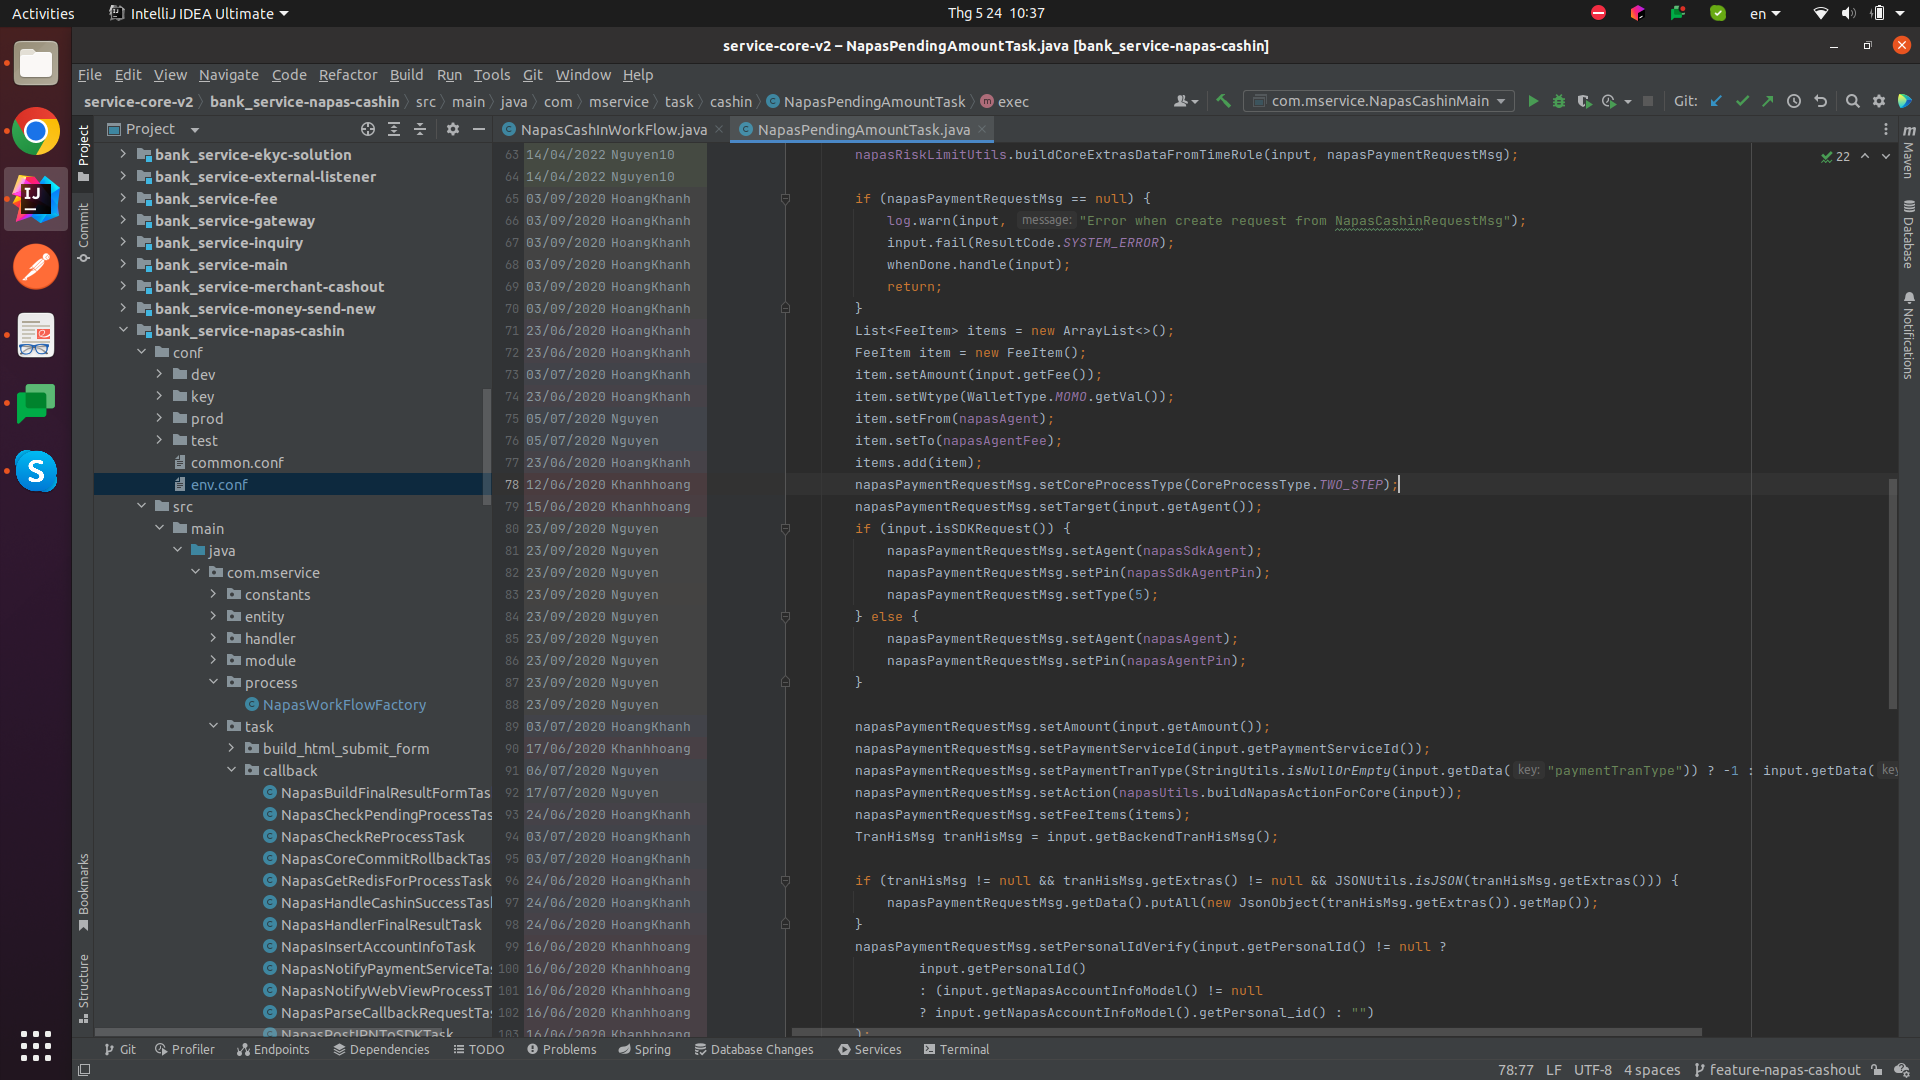 Activities
IntelliJ IDEA Ultimate
Thg 5 24 10:37
en
service-core-v2 – NapasPendingAmountTask.java [bank_service-napas-cashin]
File Edit View Navigate Code Refactor Build Run Tools Git Window Help
service-core-v2 bank_service-napas-cashin src main java com mservice task cashin NapasPendingAmountTask exec
com.mservice.NapasCashinMain
Git:
Project
NapasCashInWorkFlow.java
NapasPendingAmountTask.java
Project
Commit
Bookmarks
Structure
bank_service-ekyc-solution
bank_service-external-listener
bank_service-fee
bank_service-gateway
bank_service-inquiry
bank_service-main
bank_service-merchant-cashout
bank_service-money-send-new
bank_service-napas-cashin
conf
dev
key
prod
test
common.conf
env.conf
src
main
java
com.mservice
constants
entity
handler
module
process
NapasWorkFlowFactory
task
build_html_submit_form
callback
NapasBuildFinalResultFormTas
NapasCheckPendingProcessTas
NapasCheckReProcessTask
NapasCoreCommitRollbackTas
NapasGetRedisForProcessTask
NapasHandleCashinSuccessTask
NapasHandlerFinalResultTask
NapasInsertAccountInfoTask
NapasNotifyPaymentServiceTas
NapasNotifyWebViewProcessT
NapasParseCallbackRequestTas
NapasPostIPNToSDKTask
63 14/04/2022 Nguyen10 napasRiskLimitUtils.buildCoreExtrasDataFromTimeRule(input, napasPaymentRequestMsg);
64 14/04/2022 Nguyen10
65 03/09/2020 HoangKhanh if (napasPaymentRequestMsg == null) {
66 03/09/2020 HoangKhanh log.warn(input, message: "Error when create request from NapasCashinRequestMsg");
67 03/09/2020 HoangKhanh input.fail(ResultCode.SYSTEM_ERROR);
68 03/09/2020 HoangKhanh whenDone.handle(input);
69 03/09/2020 HoangKhanh return;
70 03/09/2020 HoangKhanh }
71 23/06/2020 HoangKhanh List<FeeItem> items = new ArrayList<>();
72 23/06/2020 HoangKhanh FeeItem item = new FeeItem();
73 03/07/2020 HoangKhanh item.setAmount(input.getFee());
74 23/06/2020 HoangKhanh item.setWtype(WalletType.MOMO.getVal());
75 05/07/2020 Nguyen item.setFrom(napasAgent);
76 05/07/2020 Nguyen item.setTo(napasAgentFee);
77 23/06/2020 HoangKhanh items.add(item);
78 12/06/2020 Khanhhoang napasPaymentRequestMsg.setCoreProcessType(CoreProcessType.TWO_STEP);
79 15/06/2020 Khanhhoang napasPaymentRequestMsg.setTarget(input.getAgent());
80 23/09/2020 Nguyen if (input.isSDKRequest()) {
81 23/09/2020 Nguyen napasPaymentRequestMsg.setAgent(napasSdkAgent);
82 23/09/2020 Nguyen napasPaymentRequestMsg.setPin(napasSdkAgentPin);
83 23/09/2020 Nguyen napasPaymentRequestMsg.setType(5);
84 23/09/2020 Nguyen } else {
85 23/09/2020 Nguyen napasPaymentRequestMsg.setAgent(napasAgent);
86 23/09/2020 Nguyen napasPaymentRequestMsg.setPin(napasAgentPin);
87 23/09/2020 Nguyen }
88 23/09/2020 Nguyen
89 03/07/2020 HoangKhanh napasPaymentRequestMsg.setAmount(input.getAmount());
90 17/06/2020 Khanhhoang napasPaymentRequestMsg.setPaymentServiceId(input.getPaymentServiceId());
91 06/07/2020 Nguyen napasPaymentRequestMsg.setPaymentTranType(StringUtils.isNullOrEmpty(input.getData( key: "paymentTranType")) ? -1 : input.getData( ke
92 17/07/2020 Nguyen napasPaymentRequestMsg.setAction(napasUtils.buildNapasActionForCore(input));
93 24/06/2020 HoangKhanh napasPaymentRequestMsg.setFeeItems(items);
94 03/07/2020 HoangKhanh TranHisMsg tranHisMsg = input.getBackendTranHisMsg();
95 03/07/2020 HoangKhanh
96 24/06/2020 HoangKhanh if (tranHisMsg != null && tranHisMsg.getExtras() != null && JSONUtils.isJSON(tranHisMsg.getExtras())) {
97 24/06/2020 HoangKhanh napasPaymentRequestMsg.getData().putAll(new JsonObject(tranHisMsg.getExtras()).getMap());
98 24/06/2020 HoangKhanh }
99 16/06/2020 Khanhhoang napasPaymentRequestMsg.setPersonalIdVerify(input.getPersonalId() != null ?
100 16/06/2020 Khanhhoang input.getPersonalId()
101 16/06/2020 Khanhhoang : (input.getNapasAccountInfoModel() != null
102 16/06/2020 Khanhhoang ? input.getNapasAccountInfoModel().getPersonal_id() : "")
103 16/06/2020 Khanhhoang );
22
Maven
Database
Notifications
Git Profiler Endpoints Dependencies TODO Problems Spring Database Changes Services Terminal
78:77 LF UTF-8 4 spaces feature-napas-cashout